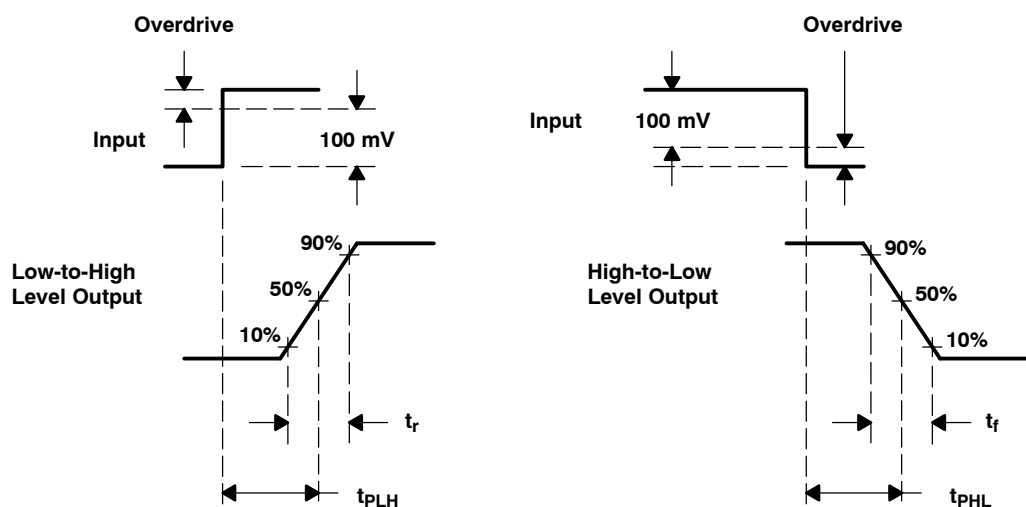 Overdrive
Input
100 mV
Low-to-High
Level Output
90%
50%
10%
tr
tPLH
Overdrive
Input
100 mV
High-to-Low
Level Output
90%
50%
10%
tf
tPHL